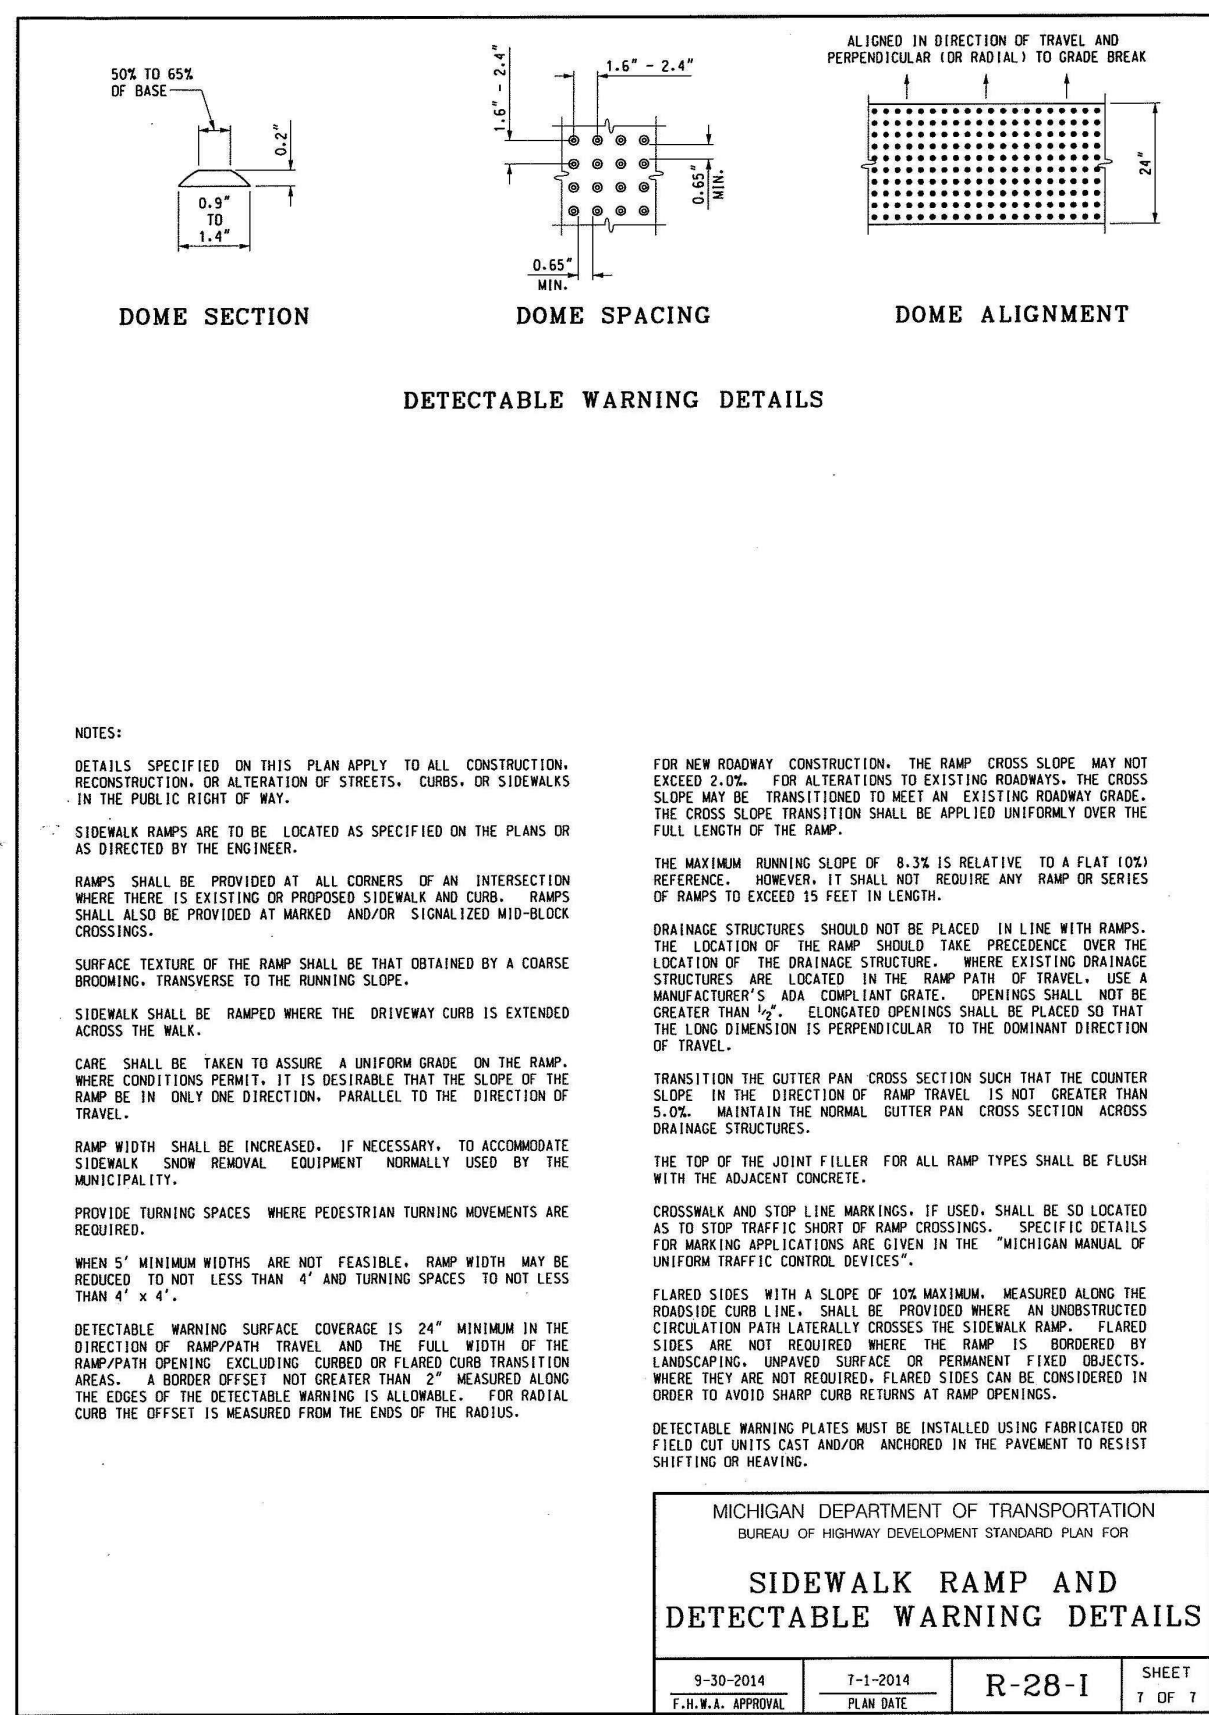 50% TO 65%
OF BASE
0.2"
0.9"
TO
1.4"
DOME SECTION
1.6" - 2.4"
1.6" - 2.4"
0.65"
MIN.
0.65"
MIN.
DOME SPACING
ALIGNED IN DIRECTION OF TRAVEL AND
PERPENDICULAR (OR RADIAL) TO GRADE BREAK
24"
DOME ALIGNMENT
DETECTABLE WARNING DETAILS
NOTES:
DETAILS SPECIFIED ON THIS PLAN APPLY TO ALL CONSTRUCTION,
RECONSTRUCTION, OR ALTERATION OF STREETS, CURBS, OR SIDEWALKS
IN THE PUBLIC RIGHT OF WAY.
SIDEWALK RAMPS ARE TO BE LOCATED AS SPECIFIED ON THE PLANS OR
AS DIRECTED BY THE ENGINEER.
RAMPS SHALL BE PROVIDED AT ALL CORNERS OF AN INTERSECTION
WHERE THERE IS EXISTING OR PROPOSED SIDEWALK AND CURB. RAMPS
SHALL ALSO BE PROVIDED AT MARKED AND/OR SIGNALIZED MID-BLOCK
CROSSINGS.
SURFACE TEXTURE OF THE RAMP SHALL BE THAT OBTAINED BY A COARSE
BROOMING, TRANSVERSE TO THE RUNNING SLOPE.
SIDEWALK SHALL BE RAMPED WHERE THE DRIVEWAY CURB IS EXTENDED
ACROSS THE WALK.
CARE SHALL BE TAKEN TO ASSURE A UNIFORM GRADE ON THE RAMP.
WHERE CONDITIONS PERMIT, IT IS DESIRABLE THAT THE SLOPE OF THE
RAMP BE IN ONLY ONE DIRECTION, PARALLEL TO THE DIRECTION OF
TRAVEL.
RAMP WIDTH SHALL BE INCREASED, IF NECESSARY, TO ACCOMMODATE
SIDEWALK SNOW REMOVAL EQUIPMENT NORMALLY USED BY THE
MUNICIPALITY.
PROVIDE TURNING SPACES WHERE PEDESTRIAN TURNING MOVEMENTS ARE
REQUIRED.
WHEN 5' MINIMUM WIDTHS ARE NOT FEASIBLE, RAMP WIDTH MAY BE
REDUCED TO NOT LESS THAN 4' AND TURNING SPACES TO NOT LESS
THAN 4' x 4'.
DETECTABLE WARNING SURFACE COVERAGE IS 24" MINIMUM IN THE
DIRECTION OF RAMP/PATH TRAVEL AND THE FULL WIDTH OF THE
RAMP/PATH OPENING EXCLUDING CURBED OR FLARED CURB TRANSITION
AREAS. A BORDER OFFSET NOT GREATER THAN 2" MEASURED ALONG
THE EDGES OF THE DETECTABLE WARNING IS ALLOWABLE. FOR RADIAL
CURB THE OFFSET IS MEASURED FROM THE ENDS OF THE RADIUS.
FOR NEW ROADWAY CONSTRUCTION, THE RAMP CROSS SLOPE MAY NOT
EXCEED 2.0%. FOR ALTERATIONS TO EXISTING ROADWAYS, THE CROSS
SLOPE MAY BE TRANSITIONED TO MEET AN EXISTING ROADWAY GRADE.
THE CROSS SLOPE TRANSITION SHALL BE APPLIED UNIFORMLY OVER THE
FULL LENGTH OF THE RAMP.
THE MAXIMUM RUNNING SLOPE OF 8.3% IS RELATIVE TO A FLAT (0%)
REFERENCE. HOWEVER, IT SHALL NOT REQUIRE ANY RAMP OR SERIES
OF RAMPS TO EXCEED 15 FEET IN LENGTH.
DRAINAGE STRUCTURES SHOULD NOT BE PLACED IN LINE WITH RAMPS.
THE LOCATION OF THE RAMP SHOULD TAKE PRECEDENCE OVER THE
LOCATION OF THE DRAINAGE STRUCTURE. WHERE EXISTING DRAINAGE
STRUCTURES ARE LOCATED IN THE RAMP PATH OF TRAVEL, USE A
MANUFACTURER'S ADA COMPLIANT GRATE. OPENINGS SHALL NOT BE
GREATER THAN 1/2". ELONGATED OPENINGS SHALL BE PLACED SO THAT
THE LONG DIMENSION IS PERPENDICULAR TO THE DOMINANT DIRECTION
OF TRAVEL.
TRANSITION THE GUTTER PAN CROSS SECTION SUCH THAT THE COUNTER
SLOPE IN THE DIRECTION OF RAMP TRAVEL IS NOT GREATER THAN
5.0%. MAINTAIN THE NORMAL GUTTER PAN CROSS SECTION ACROSS
DRAINAGE STRUCTURES.
THE TOP OF THE JOINT FILLER FOR ALL RAMP TYPES SHALL BE FLUSH
WITH THE ADJACENT CONCRETE.
CROSSWALK AND STOP LINE MARKINGS, IF USED, SHALL BE SO LOCATED
AS TO STOP TRAFFIC SHORT OF RAMP CROSSINGS. SPECIFIC DETAILS
FOR MARKING APPLICATIONS ARE GIVEN IN THE "MICHIGAN MANUAL OF
UNIFORM TRAFFIC CONTROL DEVICES".
FLARED SIDES WITH A SLOPE OF 10% MAXIMUM, MEASURED ALONG THE
ROADSIDE CURB LINE, SHALL BE PROVIDED WHERE AN UNOBSTRUCTED
CIRCULATION PATH LATERALLY CROSSES THE SIDEWALK RAMP. FLARED
SIDES ARE NOT REQUIRED WHERE THE RAMP IS BORDERED BY
LANDSCAPING, UNPAVED SURFACE OR PERMANENT FIXED OBJECTS.
WHERE THEY ARE NOT REQUIRED, FLARED SIDES CAN BE CONSIDERED IN
ORDER TO AVOID SHARP CURB RETURNS AT RAMP OPENINGS.
DETECTABLE WARNING PLATES MUST BE INSTALLED USING FABRICATED OR
FIELD CUT UNITS CAST AND/OR ANCHORED IN THE PAVEMENT TO RESIST
SHIFTING OR HEAVING.
MICHIGAN DEPARTMENT OF TRANSPORTATION
BUREAU OF HIGHWAY DEVELOPMENT STANDARD PLAN FOR
SIDEWALK RAMP AND
DETECTABLE WARNING DETAILS
9-30-2014
F.H.W.A. APPROVAL
7-1-2014
PLAN DATE
R-28-I
SHEET
7 OF 7